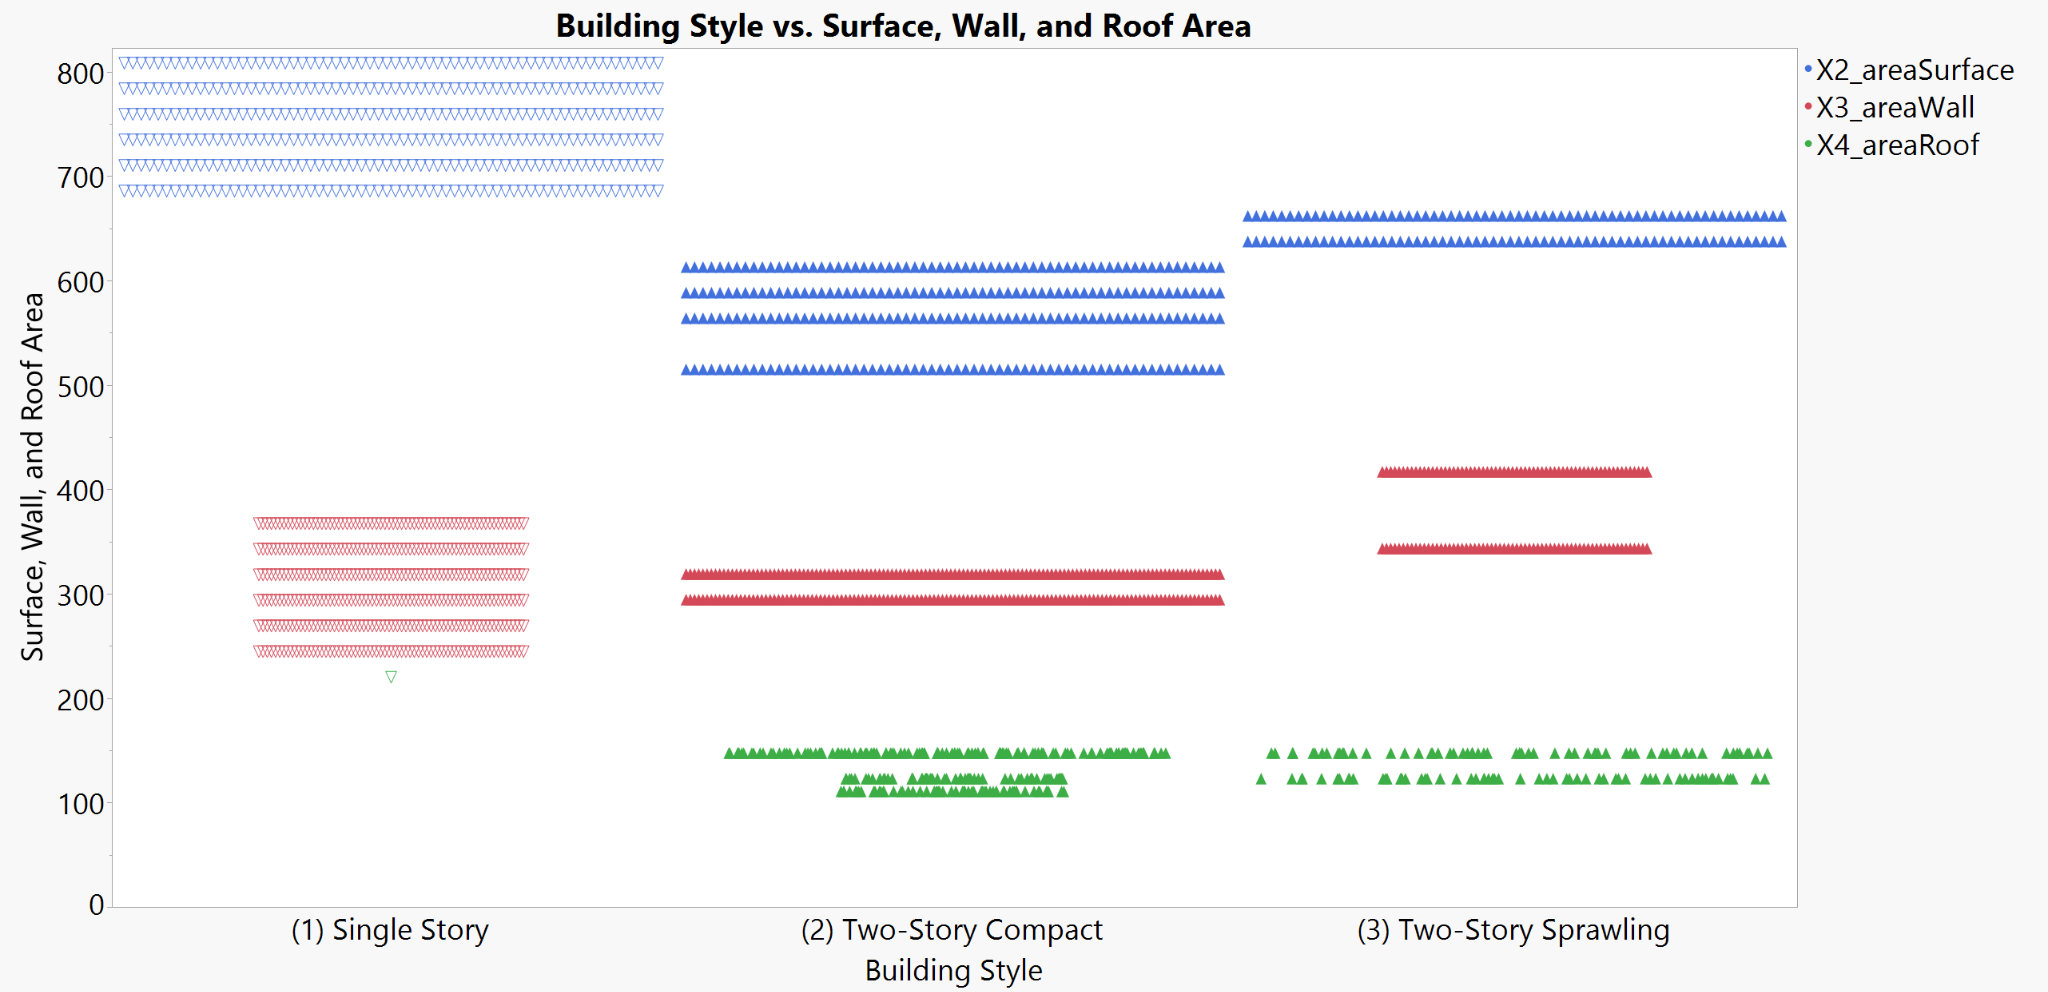 Building Style vs. Surface, Wall, and Roof Area
X2_areaSurface
X3_areaWall
X4_areaRoof
Surface, Wall, and Roof Area
800
700
600
500
400
300
200
100
0
(1) Single Story
(2) Two-Story Compact
(3) Two-Story Sprawling
Building Style